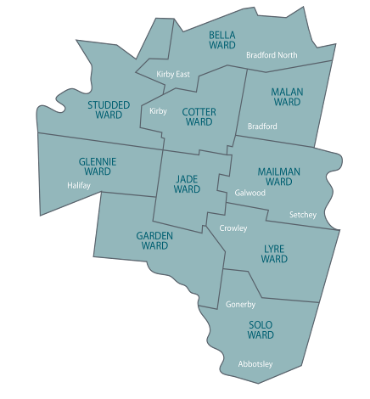 BELLA
WARD
Bradford North
Kirby East
MALAN
WARD
STUDDED
WARD
Kirby
COTTER
WARD
Bradford
GLENNIE
WARD
Halifay
JADE
WARD
MAILMAN
WARD
Galwood
Setchey
Crowley
GARDEN
WARD
LYRE
WARD
Gonerby
SOLO
WARD
Abbotsley